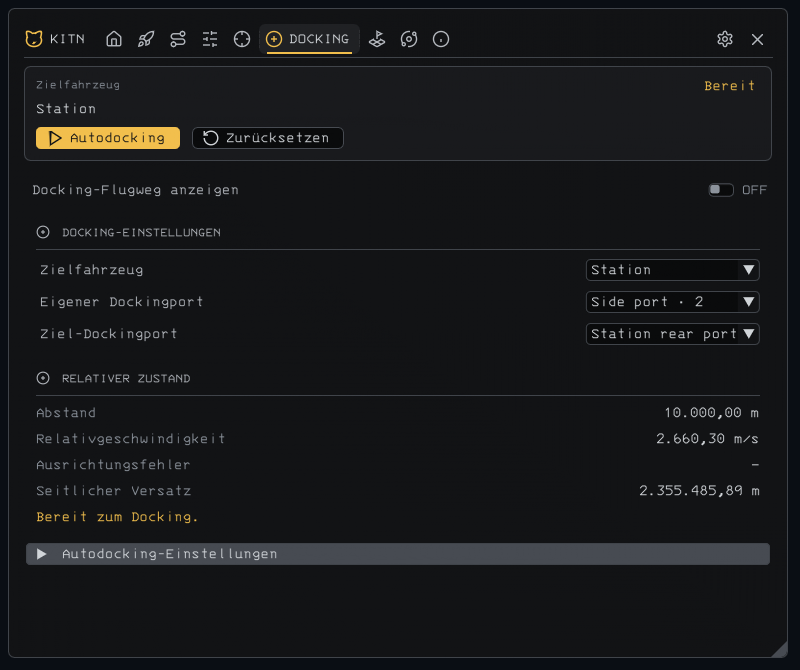 KITN DOCKING
Zielfahrzeug
Bereit
Station
Autodocking Zurücksetzen
Docking-Flugweg anzeigen OFF
DOCKING-EINSTELLUNGEN
Zielfahrzeug Station
Eigener Dockingport Side port · 2
Ziel-Dockingport Station rear port
RELATIVER ZUSTAND
Abstand 10.000,00 m
Relativgeschwindigkeit 2.660,30 m/s
Ausrichtungsfehler –
Seitlicher Versatz 2.355.485,89 m
Bereit zum Docking.
Autodocking-Einstellungen